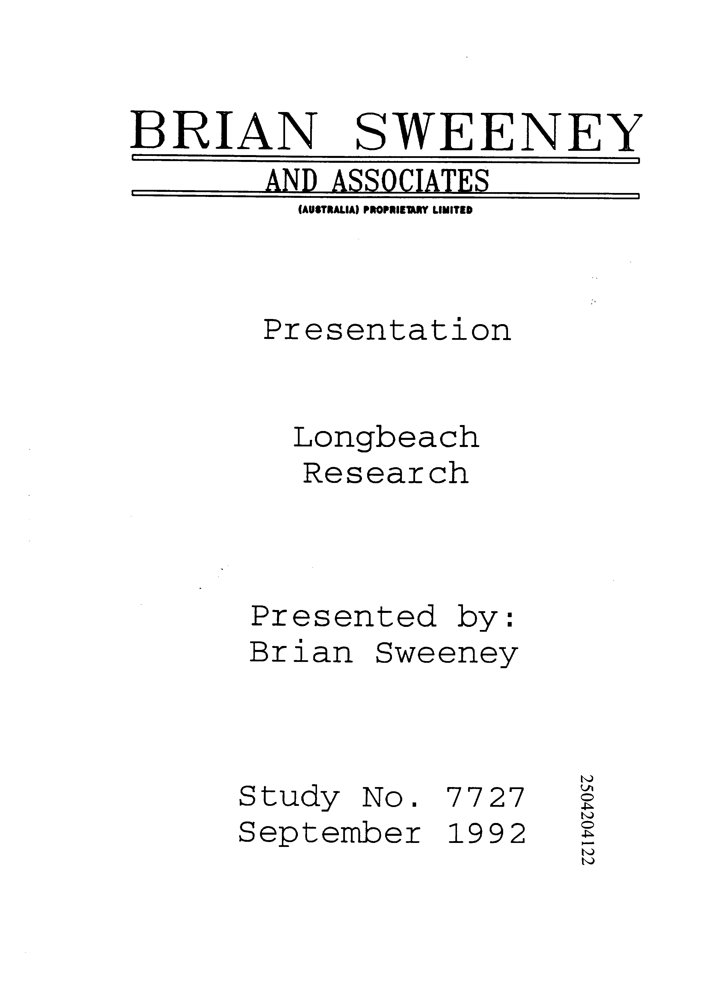 BRIAN SWEENEY
AND ASSOCIATES
(AUSTRALIA) PROPRIETARY LIMITED
Presentation
Longbeach
Research
Presented by:
Brian Sweeney
Study No. 7727
September 1992
2504204122